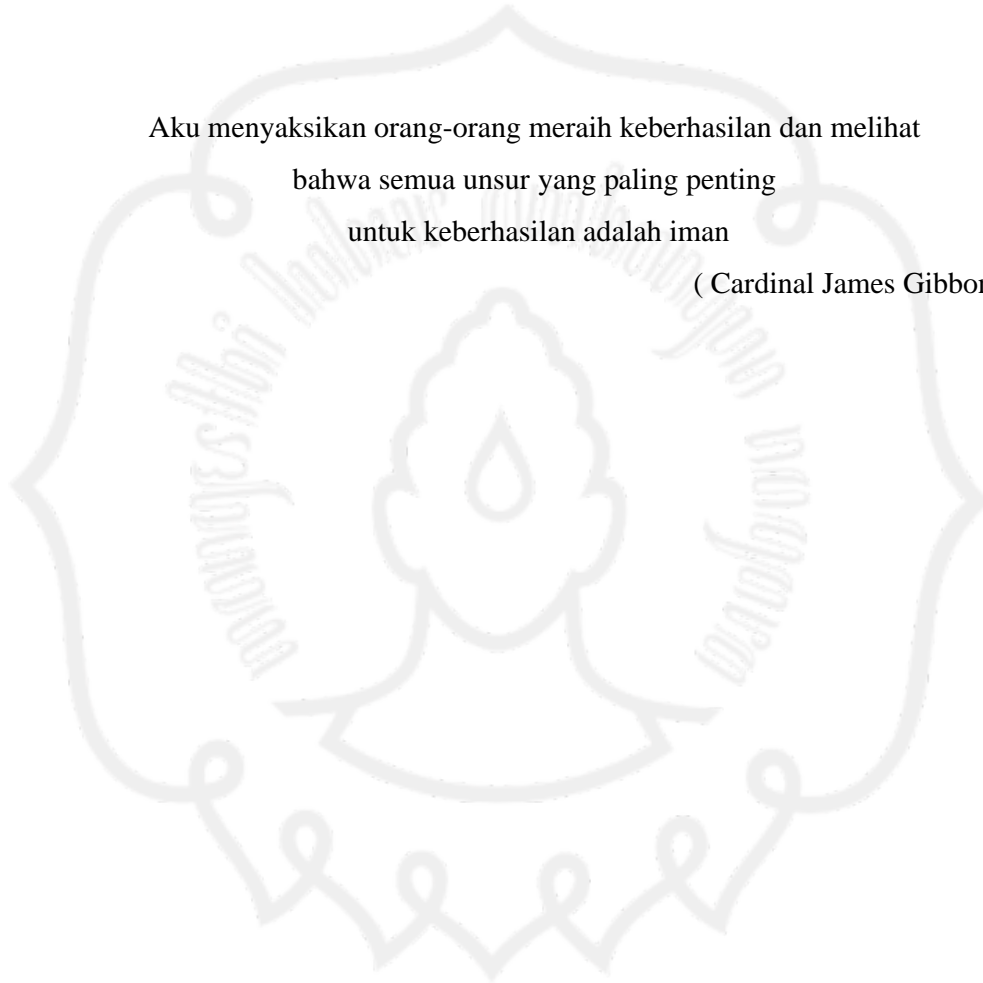 Aku menyaksikan orang-orang meraih keberhasilan dan melihat
bahwa semua unsur yang paling penting
untuk keberhasilan adalah iman
( Cardinal James Gibbon